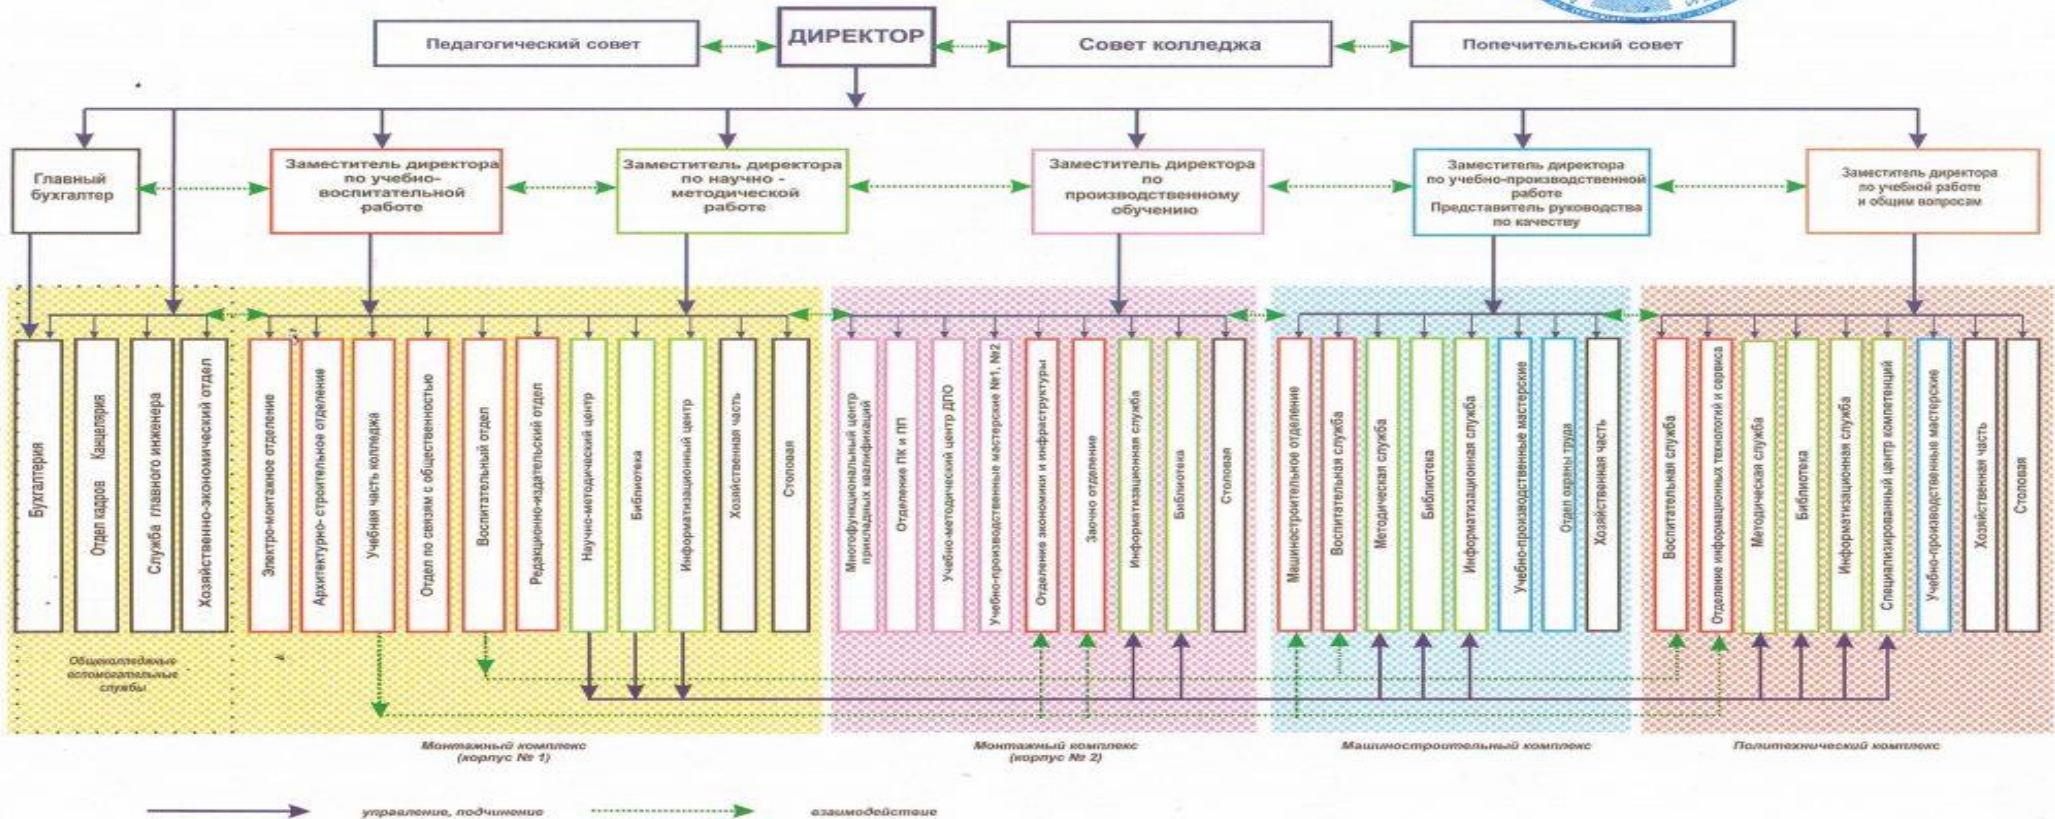 Педагогический совет
ДИРЕКТОР
Совет колледжа
Попечительский совет
Главный
бухгалтер
Заместитель директора
по учебно-
воспитательной
работе
Заместитель директора
по научно -
методической
работе
Заместитель директора
по
производственному
обучению
Заместитель директора
по учебно-производственной
работе
Представитель руководства
по качеству
Заместитель директора
по учебной работе
и общим вопросам
Бухгалтерия
Отдел кадров Канцелярия
Служба главного инженера
Хозяйственно-экономический отдел
Электро-монтажное отделение
Архитектурно- строительное отделение
Учебная часть колледжа
Отдел по связям с общественностью
Воспитательный отдел
Редакционно-издательский отдел
Научно-методический центр
Библиотека
Информатизационный центр
Хозяйственная часть
Столовая
Многофункциональный центр
прикладных квалификаций
Отделение ПК и ПП
Учебно-методический центр ДПО
Учебно-производственные мастерские №1, №2
Отделение экономики и инфраструктуры
Заочно отделение
Информатизационная служба
Библиотека
Столовая
Машиностроительное отделение
Воспитательная служба
Методическая служба
Библиотека
Информатизационная служба
Учебно-производственные мастерские
Отдел охраны труда
Хозяйственная часть
Воспитательная служба
Отделение информационных технологий и сервиса
Методическая служба
Библиотека
Информатизационная служба
Специализированный центр компетенций
Учебно-производственные мастерские
Хозяйственная часть
Столовая
Общеколледжные
вспомогательные
службы
Монтажный комплекс
(корпус № 1)
Монтажный комплекс
(корпус № 2)
Машиностроительный комплекс
Политехнический комплекс
управление, подчинение
взаимодействие